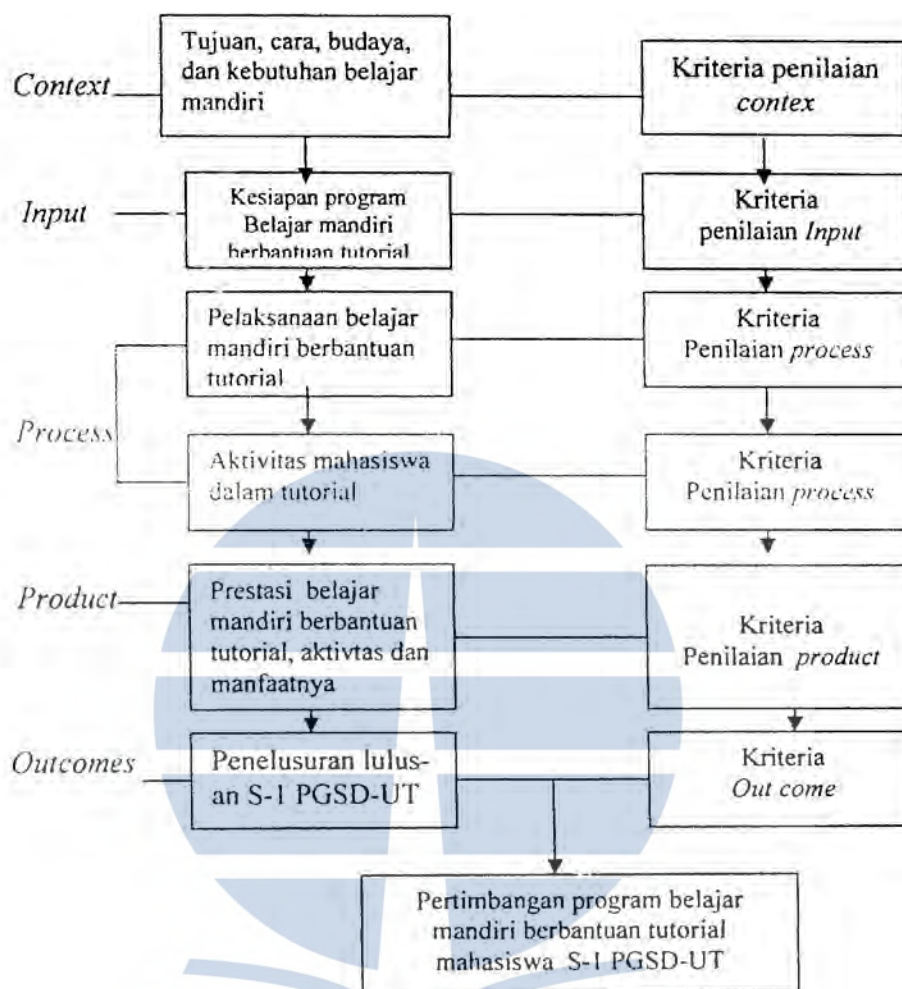 Tujuan, cara, budaya,
dan kebutuhan belajar
mandiri
Context
Kriteria penilaian
contex
Input
Kesiapan program
Belajar mandiri
berbantuan tutorial
Kriteria
penilaian Input
Pelaksanaan belajar
mandiri berbantuan
tutorial
Kriteria
Penilaian process
Process
Aktivitas mahasiswa
dalam tutorial
Kriteria
Penilaian process
Product
Prestasi belajar
mandiri berbantuan
tutorial, aktivtas dan
manfaatnya
Kriteria
Penilaian product
Outcomes
Penelusuran lulus-
an S-1 PGSD-UT
Kriteria
Out come
Pertimbangan program belajar
mandiri berbantuan tutorial
mahasiswa S-1 PGSD-UT